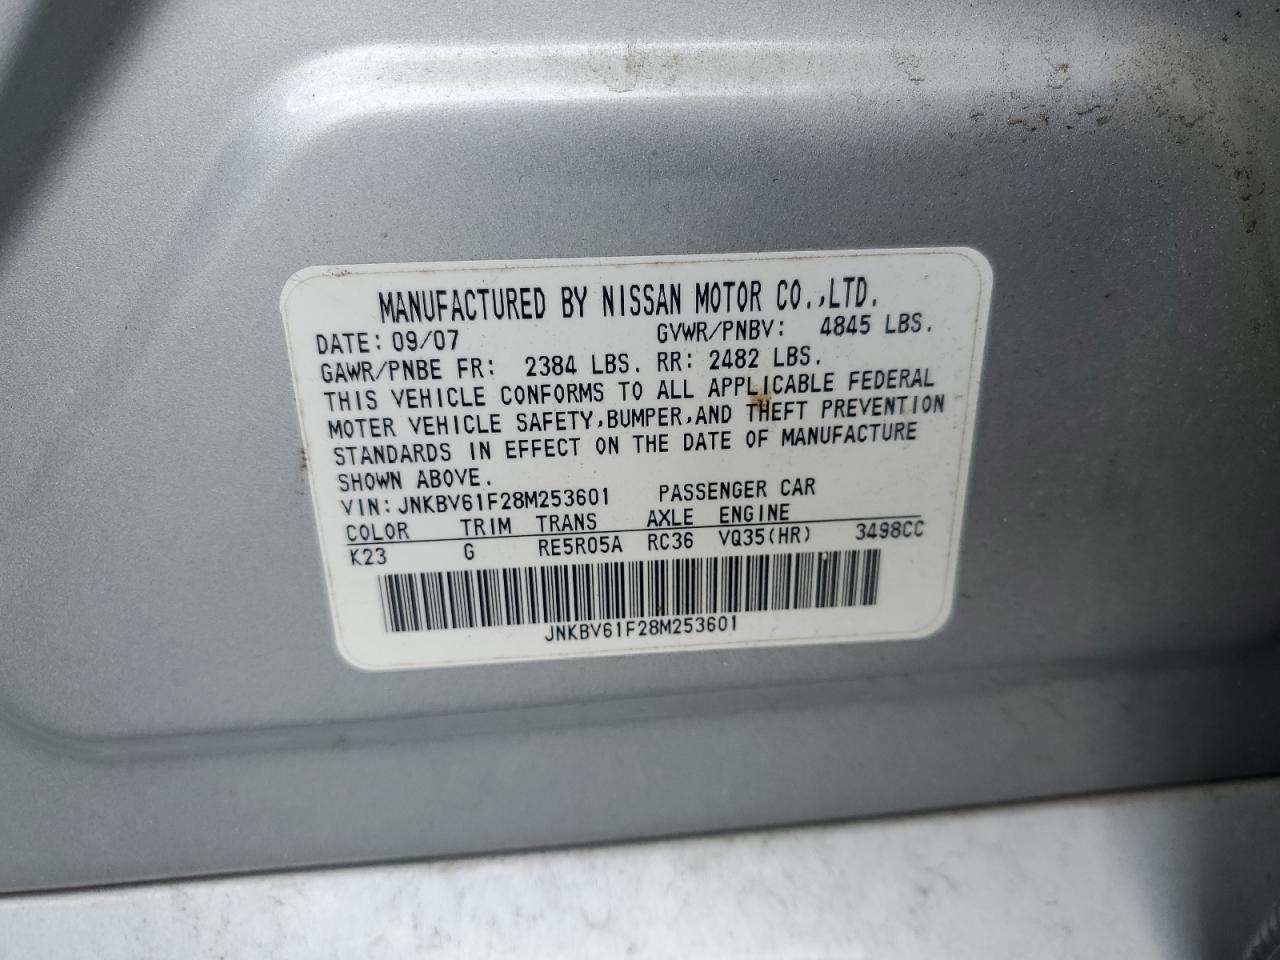 MANUFACTURED BY NISSAN MOTOR CO.,LTD.
DATE: 09/07 GVWR/PNBV: 4845 LBS.
GAWR/PNBE FR: 2384 LBS. RR: 2482 LBS.
THIS VEHICLE CONFORMS TO ALL APPLICABLE FEDERAL
MOTER VEHICLE SAFETY,BUMPER,AND THEFT PREVENTION
STANDARDS IN EFFECT ON THE DATE OF MANUFACTURE
SHOWN ABOVE.
VIN: JNKBV61F28M253601 PASSENGER CAR
COLOR TRIM TRANS AXLE ENGINE
K23 G RE5R05A RC36 VQ35(HR) 3498CC
JNKBV61F28M253601